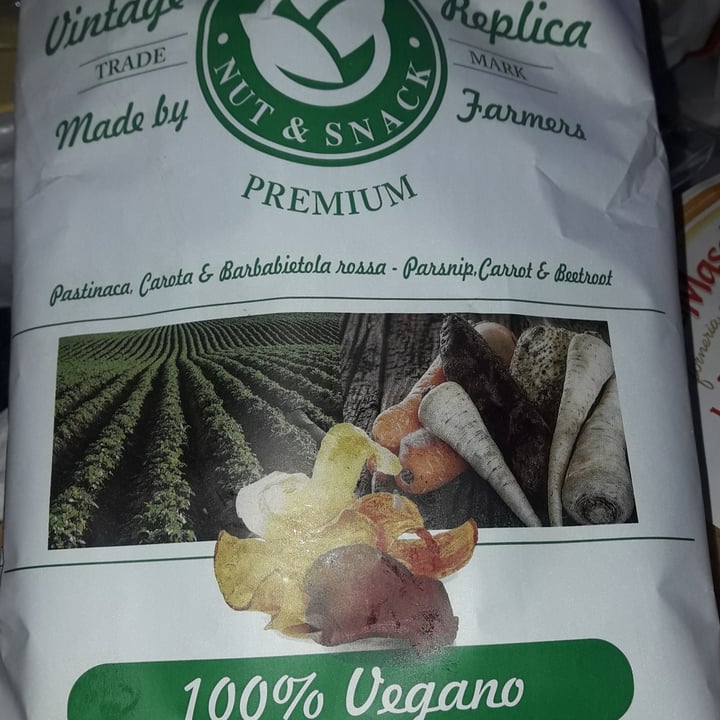 Vintage Replica
TRADE MARK
NUT & SNACK
Made by Farmers
PREMIUM
Pastinaca, Carota & Barbabietola rossa - Parsnip, Carrot & Beetroot
100% Vegano
Mas